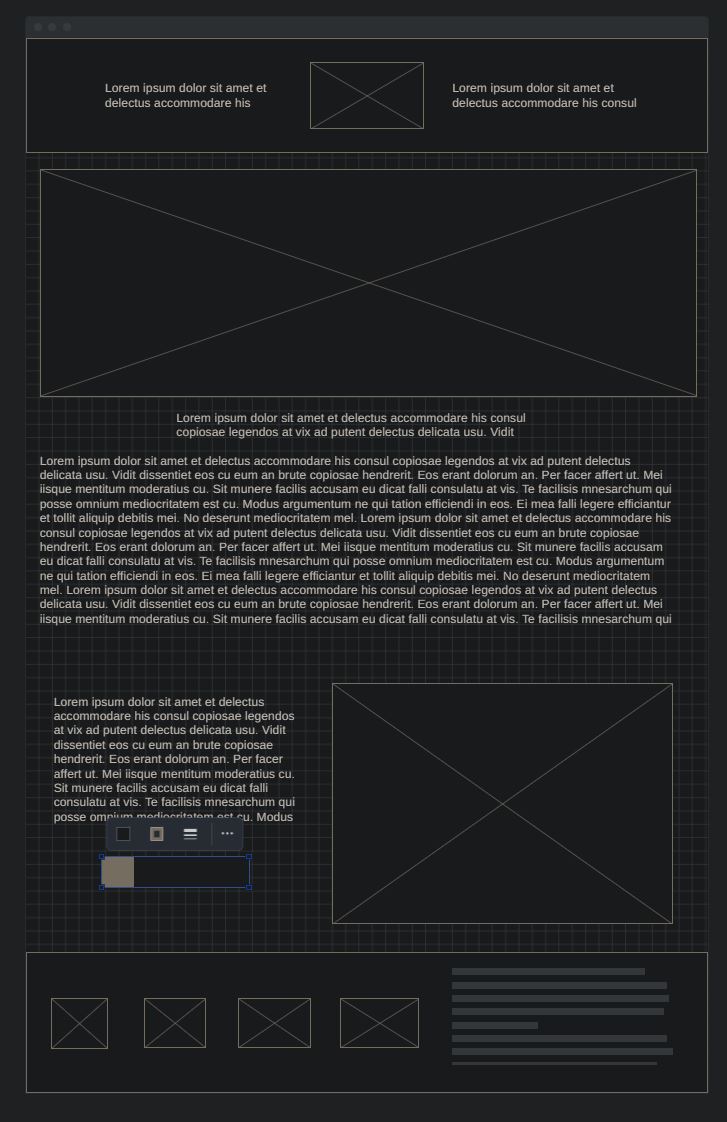 Lorem ipsum dolor sit amet et
delectus accommodare his
Lorem ipsum dolor sit amet et
delectus accommodare his consul
Lorem ipsum dolor sit amet et delectus accommodare his consul
copiosae legendos at vix ad putent delectus delicata usu. Vidit
Lorem ipsum dolor sit amet et delectus accommodare his consul copiosae legendos at vix ad putent delectus
delicata usu. Vidit dissentiet eos cu eum an brute copiosae hendrerit. Eos erant dolorum an. Per facer affert ut. Mei
iisque mentitum moderatius cu. Sit munere facilis accusam eu dicat falli consulatu at vis. Te facilisis mnesarchum qui
posse omnium mediocritatem est cu. Modus argumentum ne qui tation efficiendi in eos. Ei mea falli legere efficiantur
et tollit aliquip debitis mei. No deserunt mediocritatem mel. Lorem ipsum dolor sit amet et delectus accommodare his
consul copiosae legendos at vix ad putent delectus delicata usu. Vidit dissentiet eos cu eum an brute copiosae
hendrerit. Eos erant dolorum an. Per facer affert ut. Mei iisque mentitum moderatius cu. Sit munere facilis accusam
eu dicat falli consulatu at vis. Te facilisis mnesarchum qui posse omnium mediocritatem est cu. Modus argumentum
ne qui tation efficiendi in eos. Ei mea falli legere efficiantur et tollit aliquip debitis mei. No deserunt mediocritatem
mel. Lorem ipsum dolor sit amet et delectus accommodare his consul copiosae legendos at vix ad putent delectus
delicata usu. Vidit dissentiet eos cu eum an brute copiosae hendrerit. Eos erant dolorum an. Per facer affert ut. Mei
iisque mentitum moderatius cu. Sit munere facilis accusam eu dicat falli consulatu at vis. Te facilisis mnesarchum qui
Lorem ipsum dolor sit amet et delectus
accommodare his consul copiosae legendos
at vix ad putent delectus delicata usu. Vidit
dissentiet eos cu eum an brute copiosae
hendrerit. Eos erant dolorum an. Per facer
affert ut. Mei iisque mentitum moderatius cu.
Sit munere facilis accusam eu dicat falli
consulatu at vis. Te facilisis mnesarchum qui
posse omnium mediocritatem est cu. Modus